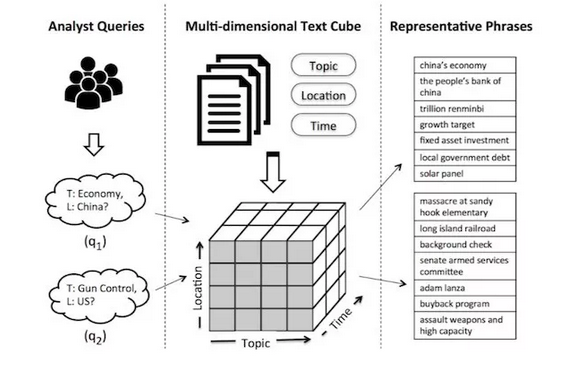 Analyst Queries
Multi-dimensional Text Cube
Representative Phrases
T: Economy,
L: China?
(q1)
T: Gun Control,
L: US?
(q2)
Topic
Location
Time
Location
Topic
Time
china's economy
the people's bank of
china
trillion renminbi
growth target
fixed asset investment
local government debt
solar panel
massacre at sandy
hook elementary
long island railroad
background check
senate armed services
committee
adam lanza
buyback program
assault weapons and
high capacity